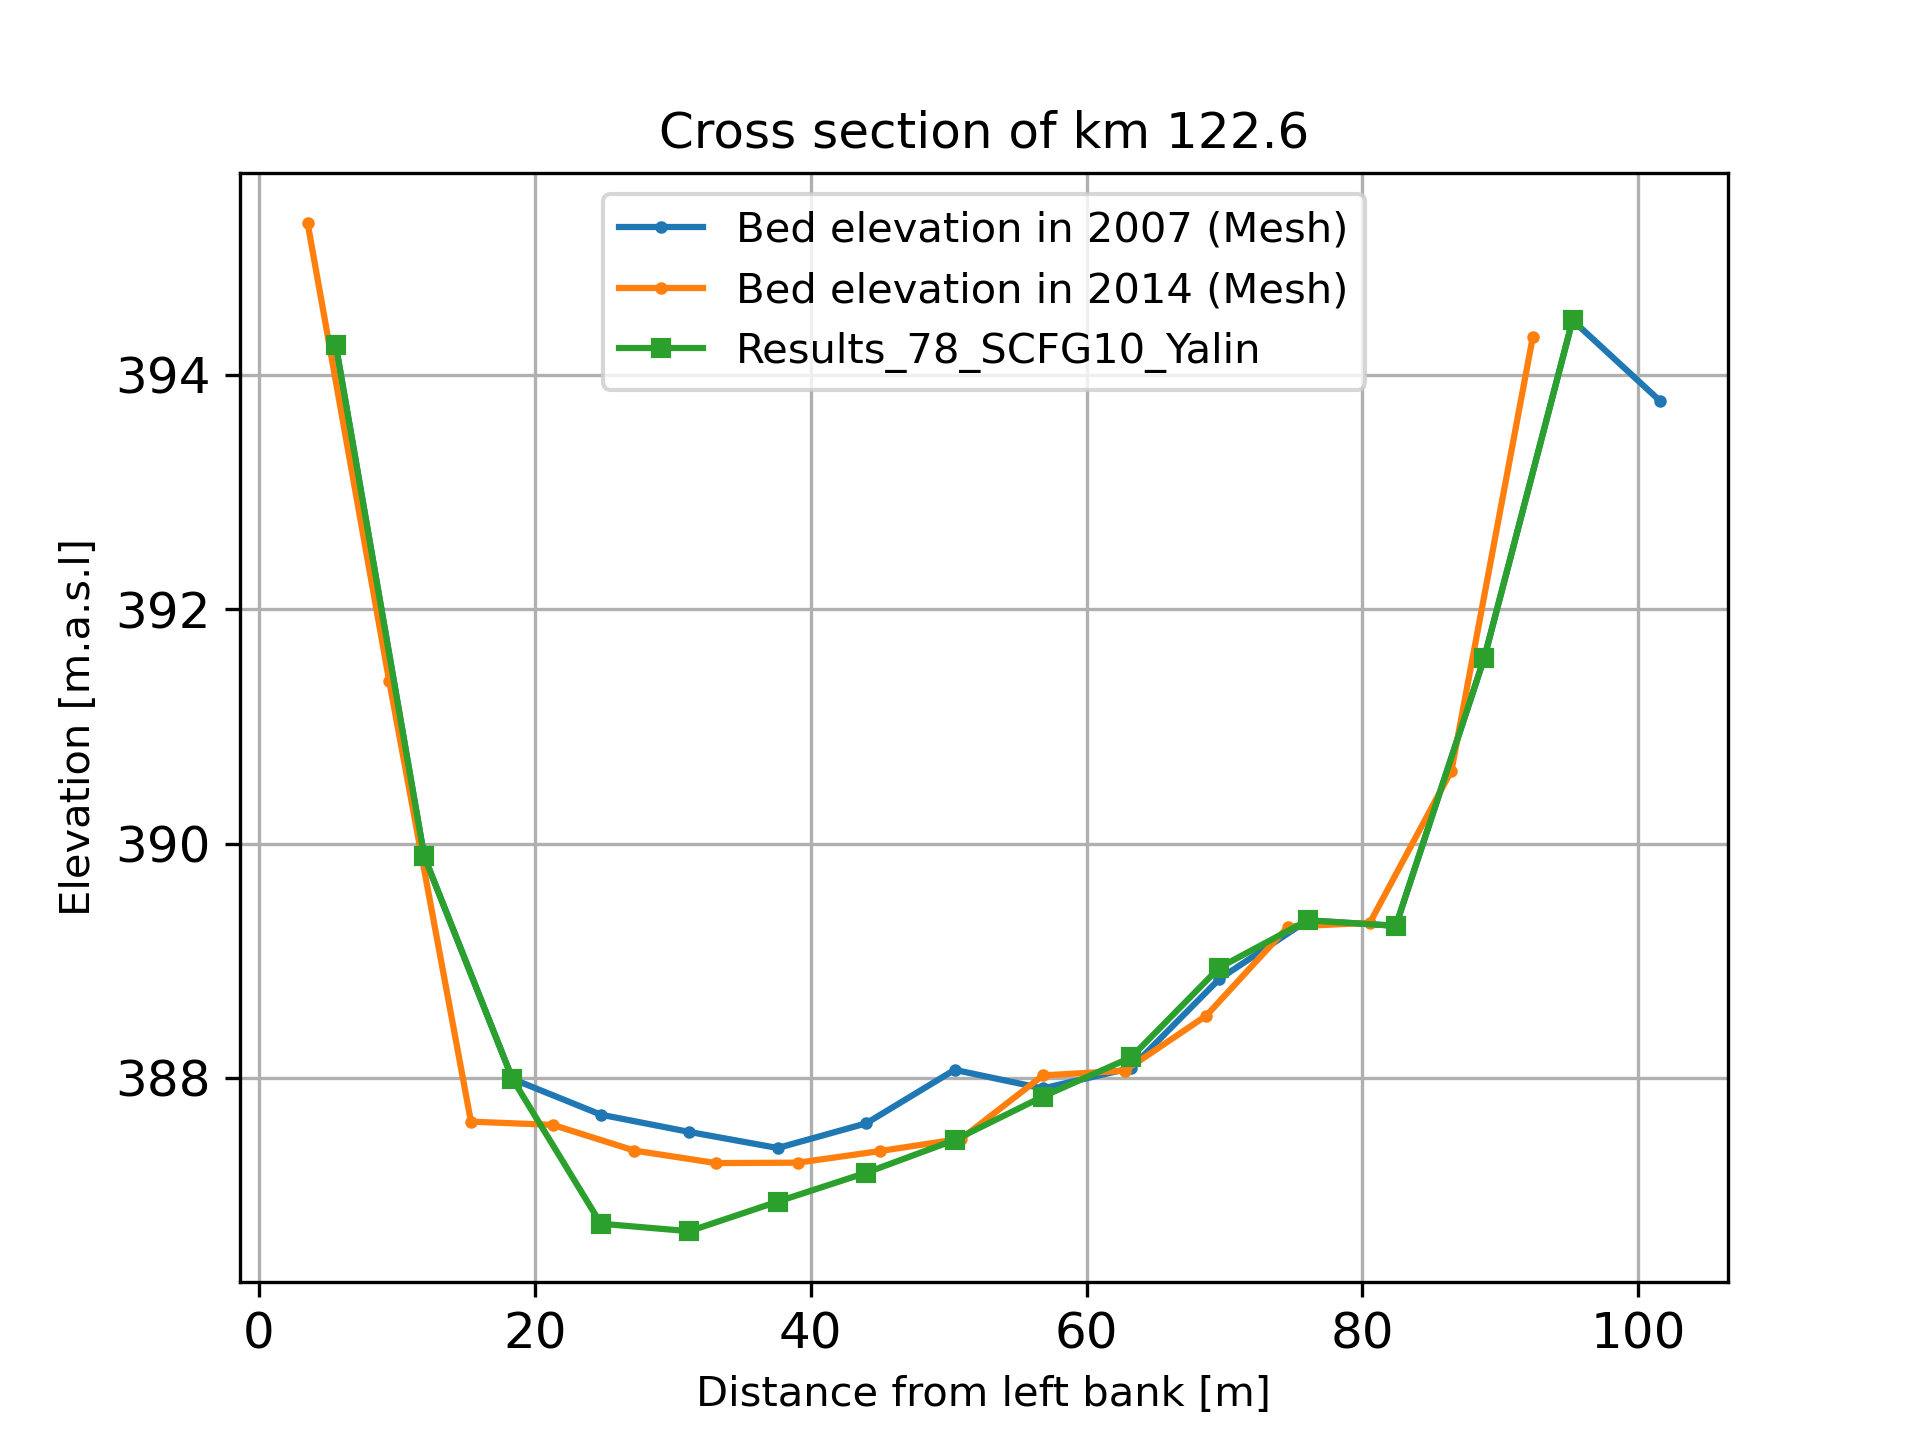 Cross section of km 122.6
Bed elevation in 2007 (Mesh)
Bed elevation in 2014 (Mesh)
Results_78_SCFG10_Yalin
Elevation [m.a.s.l]
394
392
390
388
0 20 40 60 80 100
Distance from left bank [m]